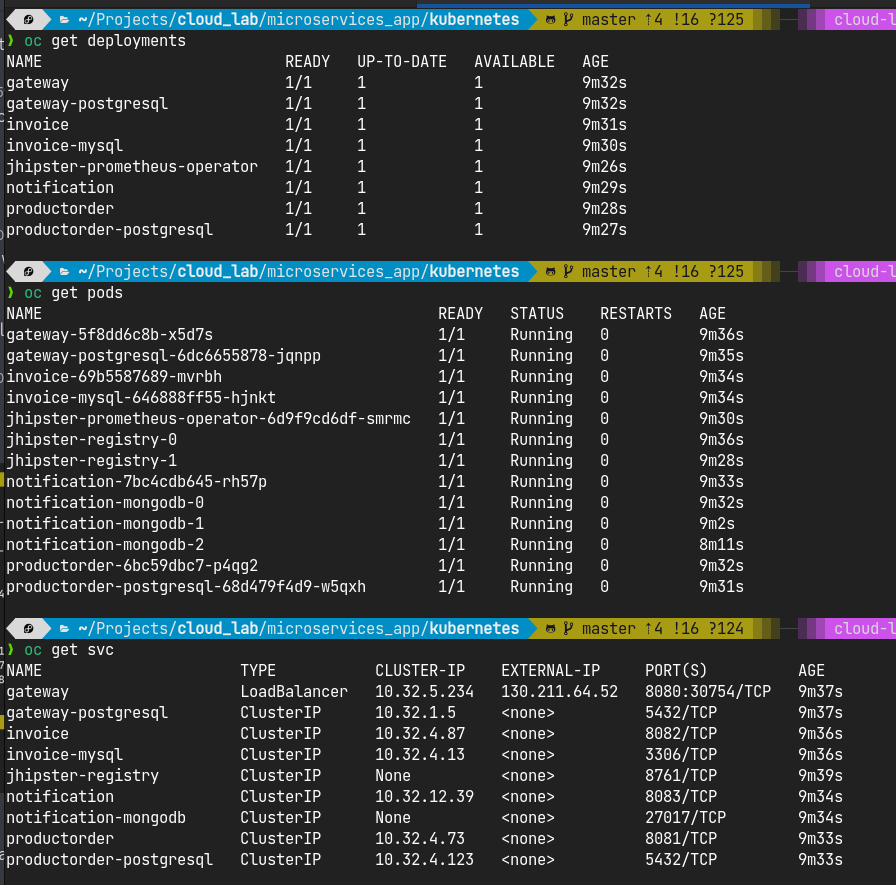 ~/Projects/cloud_lab/microservices_app/kubernetes master ↑4 !16 ?125 cloud-l
❯ oc get deployments
NAME READY UP-TO-DATE AVAILABLE AGE
gateway 1/1 1 1 9m32s
gateway-postgresql 1/1 1 1 9m32s
invoice 1/1 1 1 9m31s
invoice-mysql 1/1 1 1 9m30s
jhipster-prometheus-operator 1/1 1 1 9m26s
notification 1/1 1 1 9m29s
productorder 1/1 1 1 9m28s
productorder-postgresql 1/1 1 1 9m27s
~/Projects/cloud_lab/microservices_app/kubernetes master ↑4 !16 ?125 cloud-l
❯ oc get pods
NAME READY STATUS RESTARTS AGE
gateway-5f8dd6c8b-x5d7s 1/1 Running 0 9m36s
gateway-postgresql-6dc6655878-jqnpp 1/1 Running 0 9m35s
invoice-69b5587689-mvrbh 1/1 Running 0 9m34s
invoice-mysql-646888ff55-hjnkt 1/1 Running 0 9m34s
jhipster-prometheus-operator-6d9f9cd6df-smrmc 1/1 Running 0 9m30s
jhipster-registry-0 1/1 Running 0 9m36s
jhipster-registry-1 1/1 Running 0 9m28s
notification-7bc4cdb645-rh57p 1/1 Running 0 9m33s
notification-mongodb-0 1/1 Running 0 9m32s
notification-mongodb-1 1/1 Running 0 9m2s
notification-mongodb-2 1/1 Running 0 8m11s
productorder-6bc59dbc7-p4qg2 1/1 Running 0 9m32s
productorder-postgresql-68d479f4d9-w5qxh 1/1 Running 0 9m31s
~/Projects/cloud_lab/microservices_app/kubernetes master ↑4 !16 ?124 cloud-l
❯ oc get svc
NAME TYPE CLUSTER-IP EXTERNAL-IP PORT(S) AGE
gateway LoadBalancer 10.32.5.234 130.211.64.52 8080:30754/TCP 9m37s
gateway-postgresql ClusterIP 10.32.1.5 <none> 5432/TCP 9m37s
invoice ClusterIP 10.32.4.87 <none> 8082/TCP 9m36s
invoice-mysql ClusterIP 10.32.4.13 <none> 3306/TCP 9m36s
jhipster-registry ClusterIP None <none> 8761/TCP 9m39s
notification ClusterIP 10.32.12.39 <none> 8083/TCP 9m34s
notification-mongodb ClusterIP None <none> 27017/TCP 9m34s
productorder ClusterIP 10.32.4.73 <none> 8081/TCP 9m33s
productorder-postgresql ClusterIP 10.32.4.123 <none> 5432/TCP 9m33s